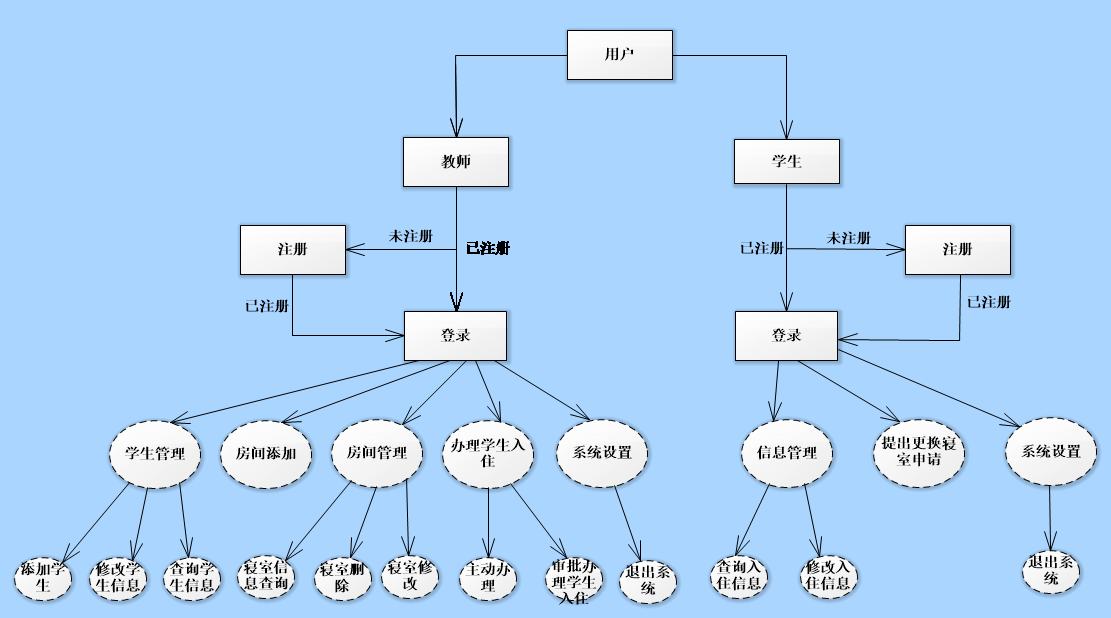 用户
教师
学生
未注册
已注册
已注册
未注册
注册
注册
已注册
已注册
登录
登录
学生管理
房间添加
房间管理
办理学生入
住
系统设置
信息管理
提出更换寝
室申请
系统设置
添加学
生
修改学
生信息
查询学
生信息
寝室信
息查询
寝室删
除
寝室修
改
主动办
理
审批办
理学生
入住
退出系
统
查询入
住信息
修改入
住信息
退出系
统